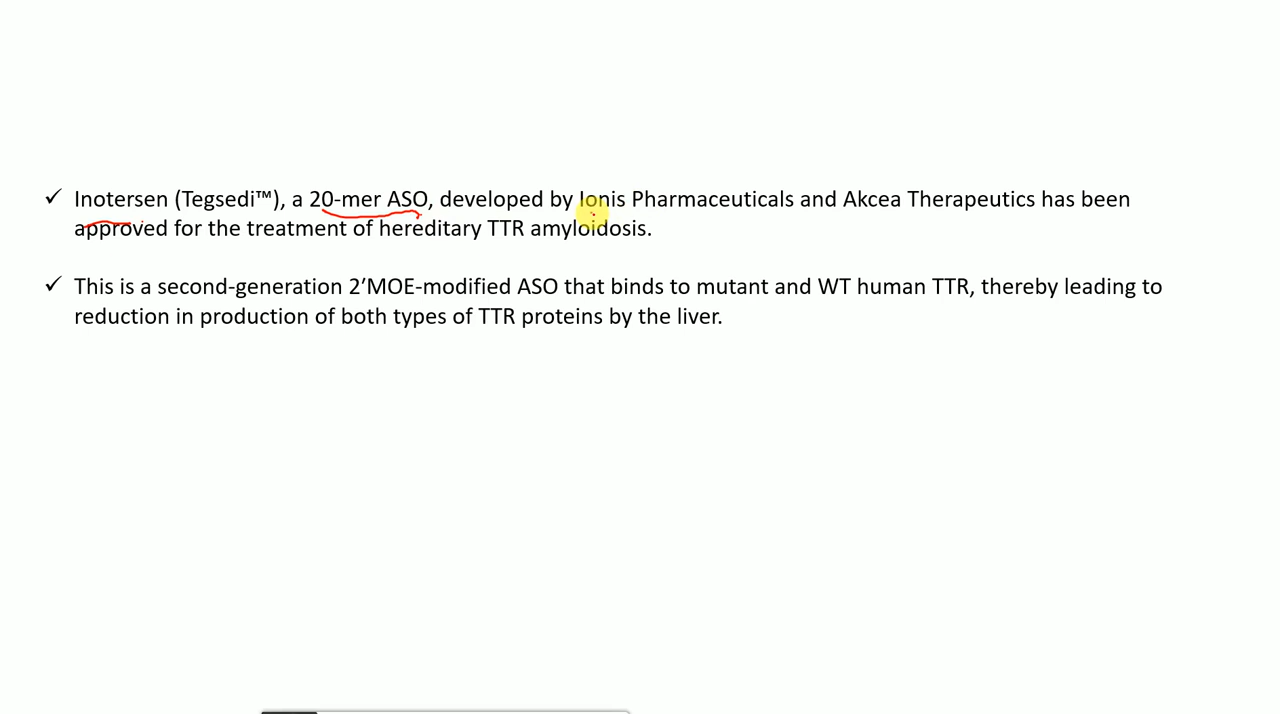 ✓ Inotersen (Tegsedi™), a 20-mer ASO, developed by Ionis Pharmaceuticals and Akcea Therapeutics has been
approved for the treatment of hereditary TTR amyloidosis.
✓ This is a second-generation 2’MOE-modified ASO that binds to mutant and WT human TTR, thereby leading to
reduction in production of both types of TTR proteins by the liver.